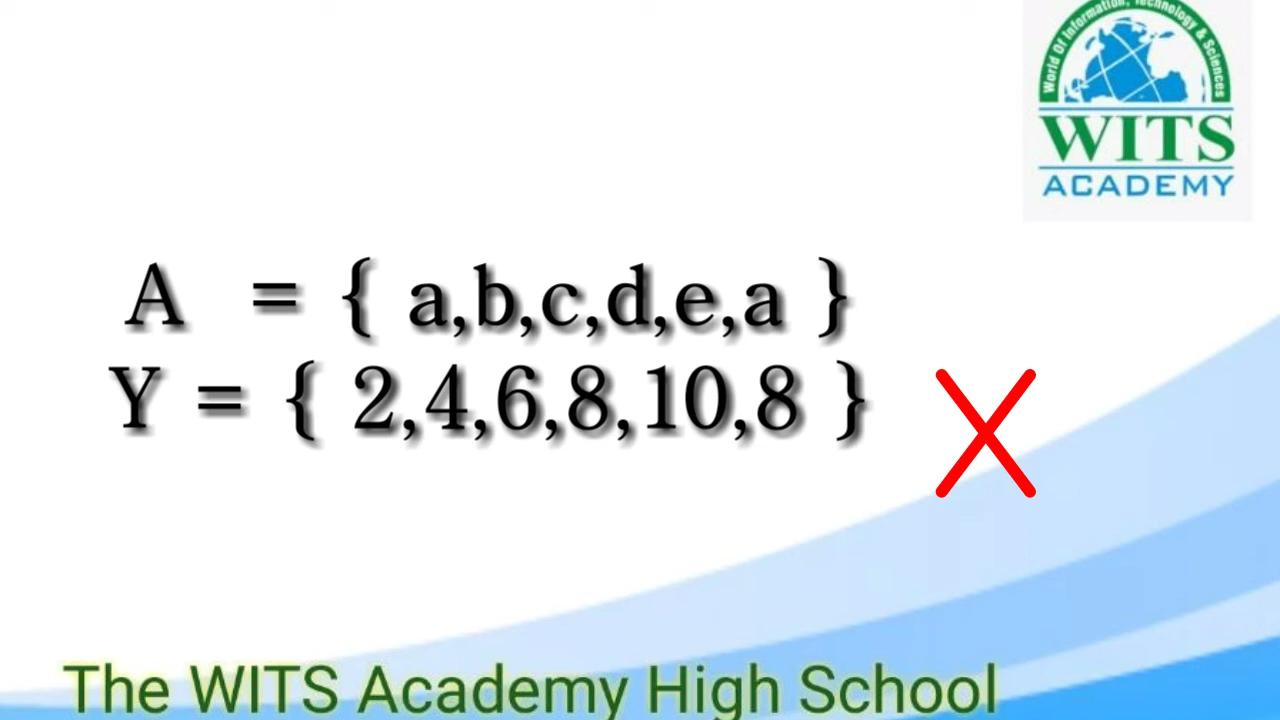 World Of Information, Technology & Sciences
WITS
ACADEMY
A = { a,b,c,d,e,a }
Y = { 2,4,6,8,10,8 }
The WITS Academy High School